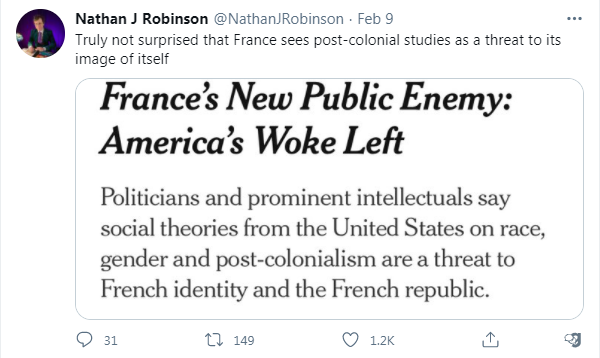 Nathan J Robinson @NathanJRobinson · Feb 9
Truly not surprised that France sees post-colonial studies as a threat to its
image of itself
France's New Public Enemy:
America's Woke Left
Politicians and prominent intellectuals say
social theories from the United States on race,
gender and post-colonialism are a threat to
French identity and the French republic.
31 149 1.2K